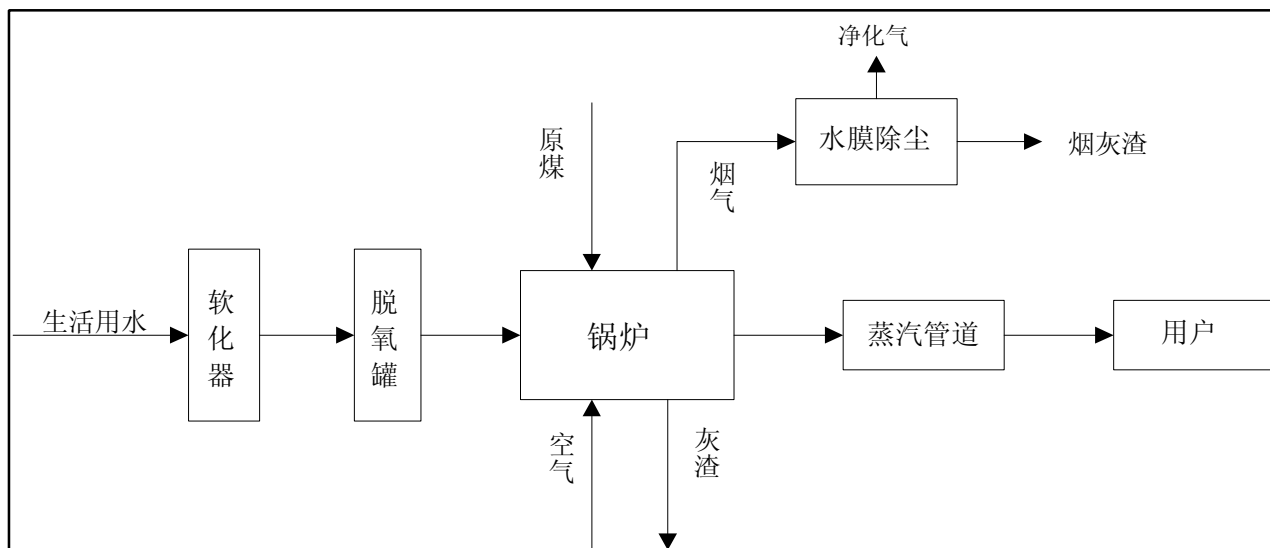 净化气
原煤
烟气
水膜除尘
烟灰渣
生活用水
软化器
脱氧罐
锅炉
蒸汽管道
用户
空气
灰渣